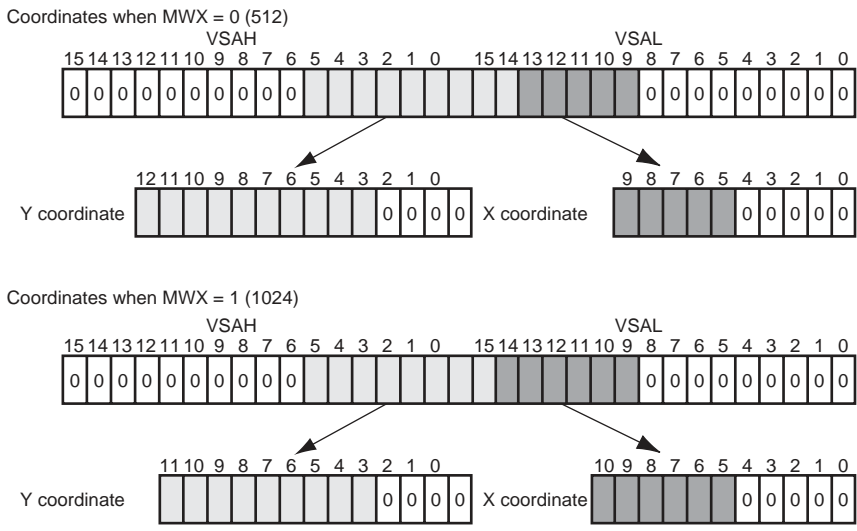 Coordinates when MWX = 0 (512)
VSAH VSAL
15 14 13 12 11 10 9 8 7 6 5 4 3 2 1 0 15 14 13 12 11 10 9 8 7 6 5 4 3 2 1 0
0 0 0 0 0 0 0 0 0 0 0 0 0 0 0 0 0 0 0
12 11 10 9 8 7 6 5 4 3 2 1 0 9 8 7 6 5 4 3 2 1 0
Y coordinate 0 0 0 0 X coordinate 0 0 0 0 0
Coordinates when MWX = 1 (1024)
VSAH VSAL
15 14 13 12 11 10 9 8 7 6 5 4 3 2 1 0 15 14 13 12 11 10 9 8 7 6 5 4 3 2 1 0
0 0 0 0 0 0 0 0 0 0 0 0 0 0 0 0 0 0 0
11 10 9 8 7 6 5 4 3 2 1 0 10 9 8 7 6 5 4 3 2 1 0
Y coordinate 0 0 0 0 X coordinate 0 0 0 0 0